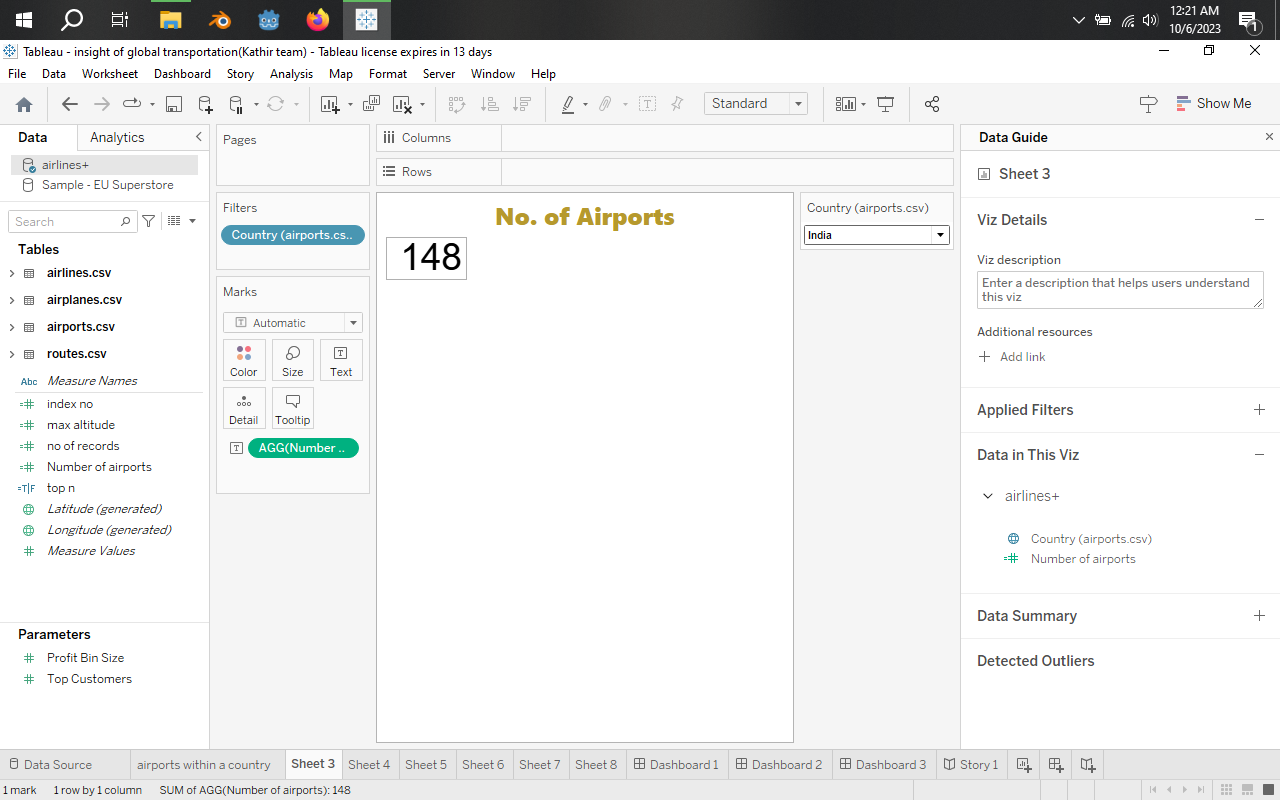 12:21 AM
10/6/2023
1
Tableau - insight of global transportation(Kathir team) - Tableau license expires in 13 days
File Data Worksheet Dashboard Story Analysis Map Format Server Window Help
Standard
Show Me
Data Analytics
airlines+
Sample - EU Superstore
Search
Tables
airlines.csv
airplanes.csv
airports.csv
routes.csv
Abc Measure Names
index no
max altitude
no of records
Number of airports
=T|F top n
Latitude (generated)
Longitude (generated)
Measure Values
Parameters
Profit Bin Size
Top Customers
Pages
Filters
Country (airports.cs..
Marks
Automatic
Color Size Text
Detail Tooltip
AGG(Number ..
Columns
Rows
No. of Airports
148
Country (airports.csv)
India
Data Guide
Sheet 3
Viz Details
Viz description
Enter a description that helps users understand
this viz
Additional resources
Add link
Applied Filters
Data in This Viz
airlines+
Country (airports.csv)
Number of airports
Data Summary
Detected Outliers
Data Source airports within a country Sheet 3 Sheet 4 Sheet 5 Sheet 6 Sheet 7 Sheet 8 Dashboard 1 Dashboard 2 Dashboard 3 Story 1
1 mark 1 row by 1 column SUM of AGG(Number of airports): 148